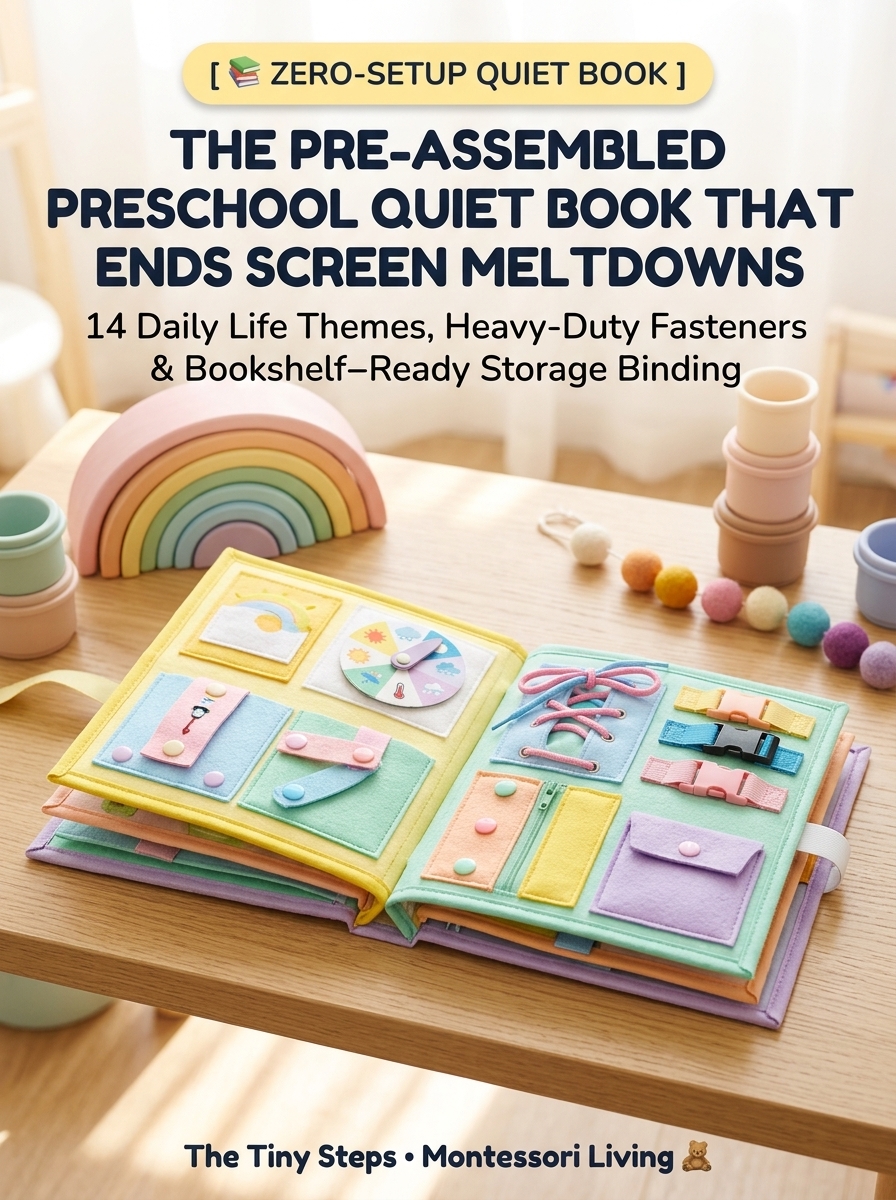 [ 📚 ZERO-SETUP QUIET BOOK ]
THE PRE-ASSEMBLED
PRESCHOOL QUIET BOOK THAT
ENDS SCREEN MELTDOWNS
14 Daily Life Themes, Heavy-Duty Fasteners
& Bookshelf–Ready Storage Binding
The Tiny Steps • Montessori Living 🧸